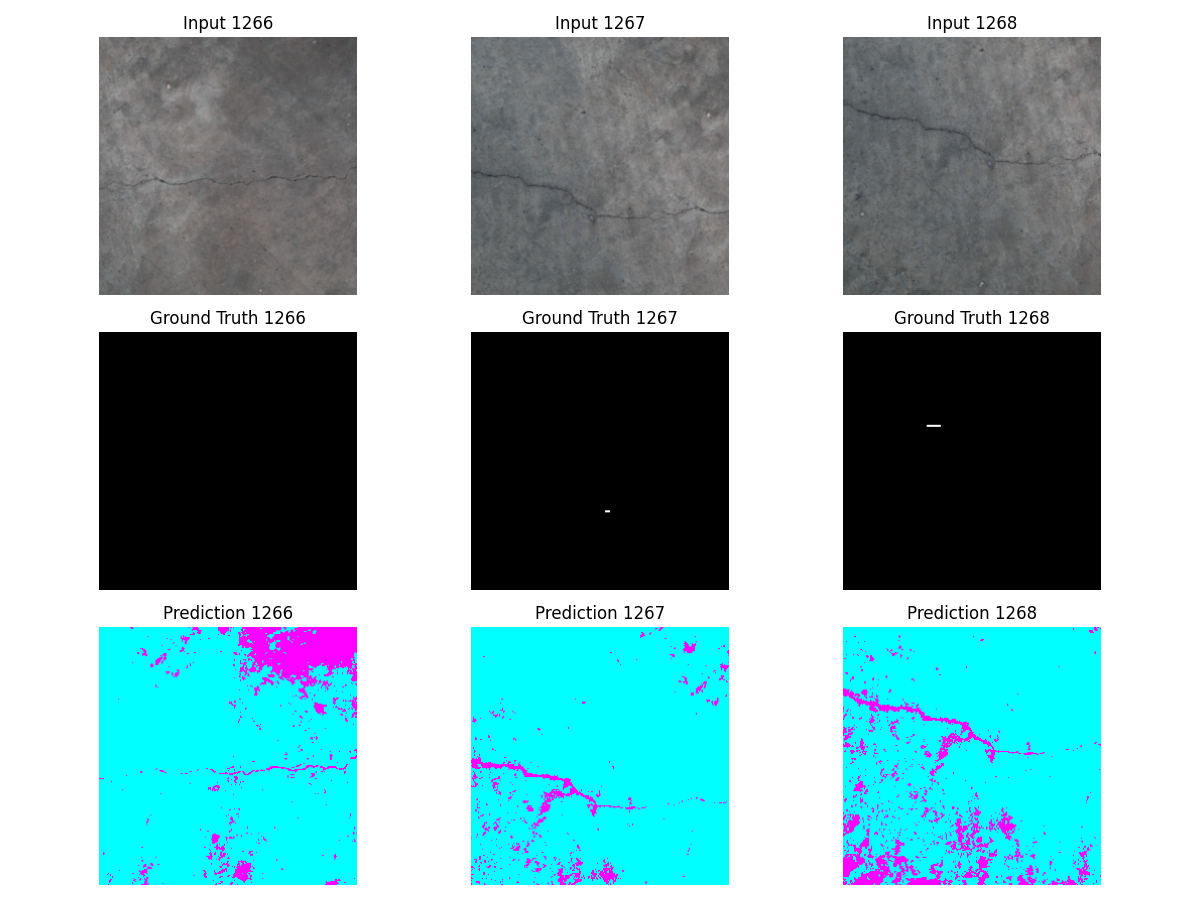 Input 1266
Input 1267
Input 1268
Ground Truth 1266
Ground Truth 1267
Ground Truth 1268
Prediction 1266
Prediction 1267
Prediction 1268